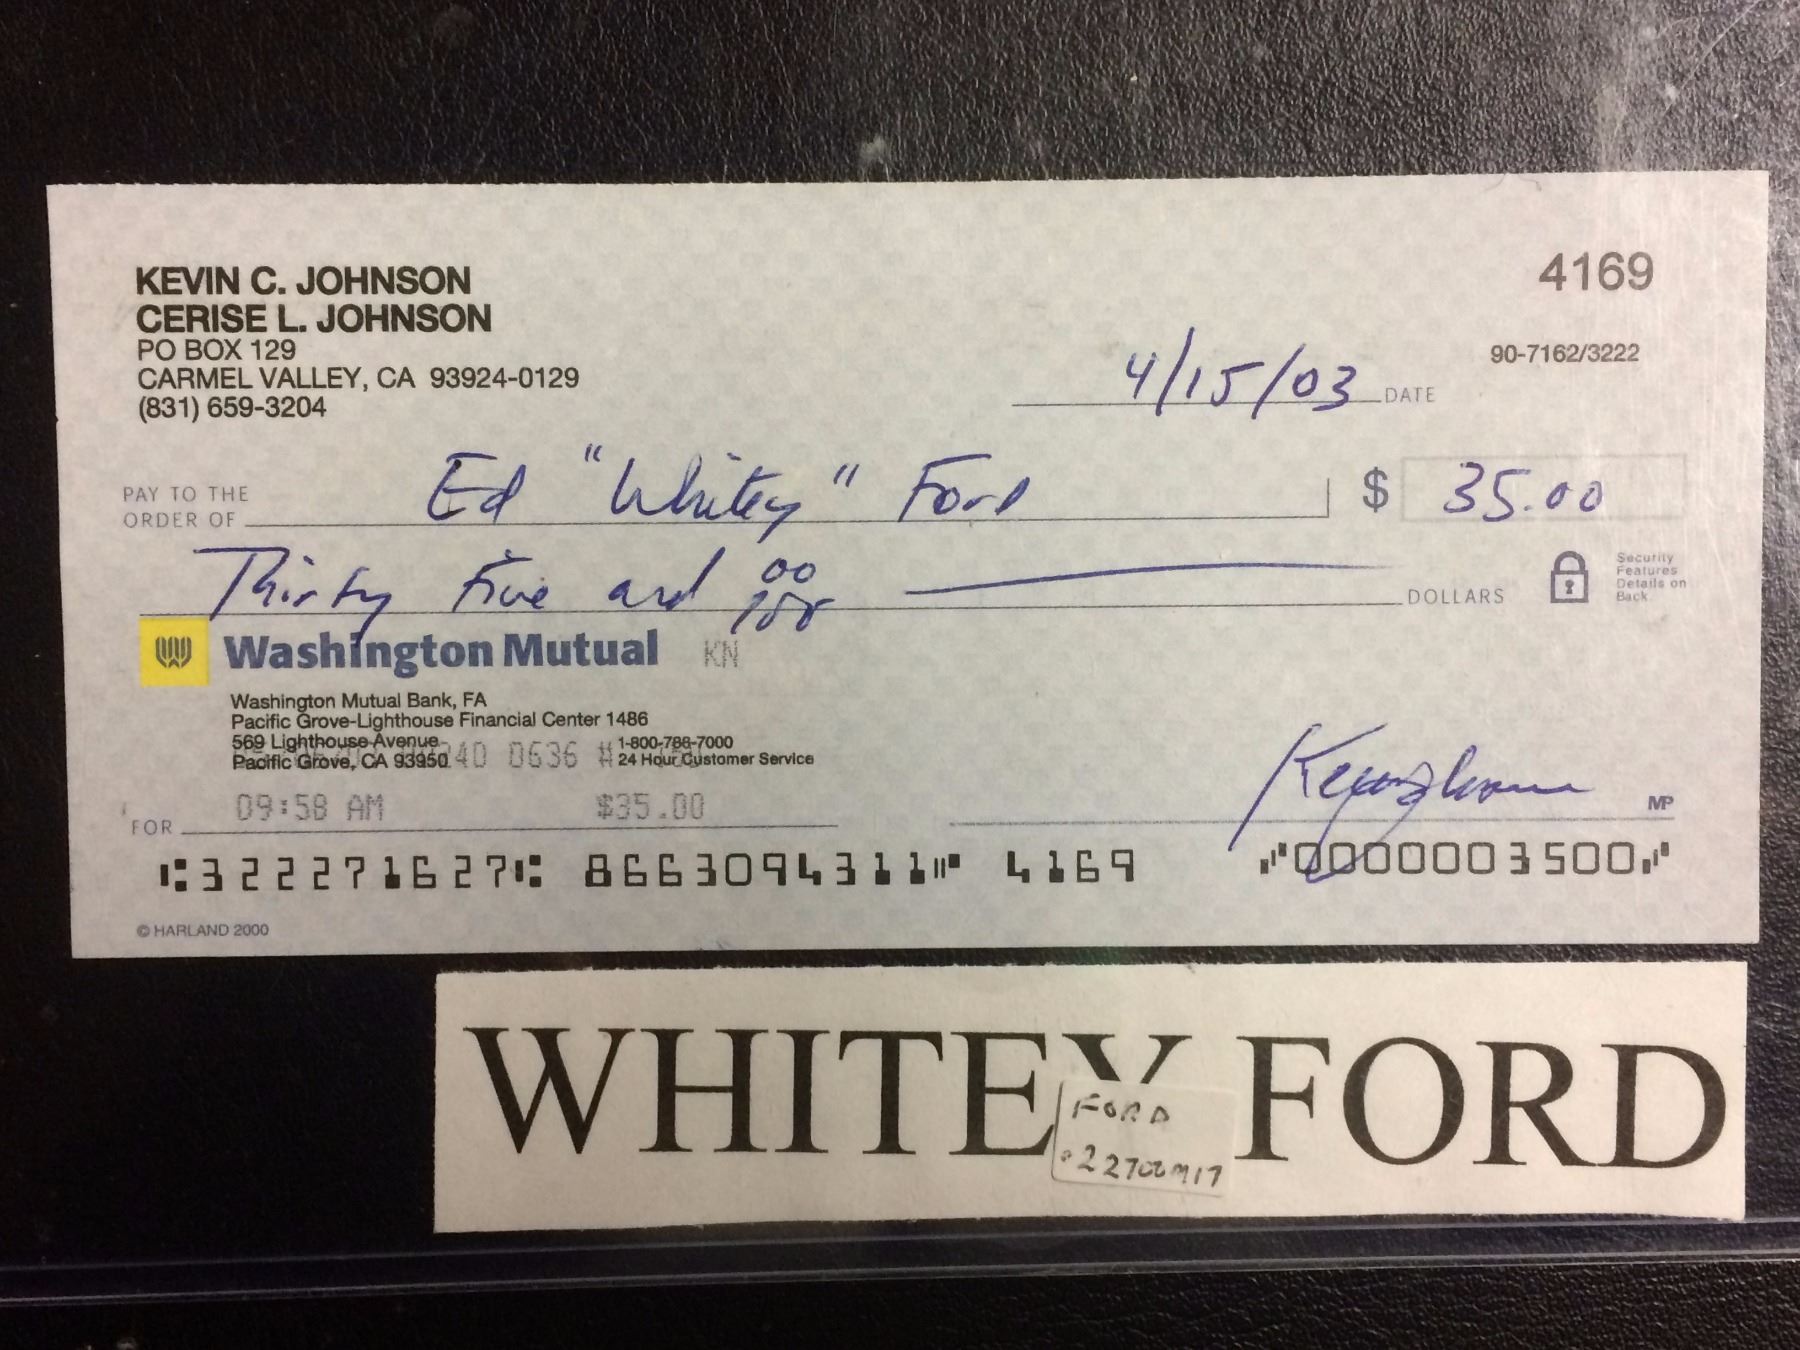 KEVIN C. JOHNSON
CERISE L. JOHNSON
PO BOX 129
CARMEL VALLEY, CA 93924-0129
(831) 659-3204
4169
90-7162/3222
4/15/03 DATE
PAY TO THE
ORDER OF Ed "Whitey" Ford $ 35.00
Thirty Five and 00/100 DOLLARS
Security
Features
Details on
Back.
Washington Mutual KN
Washington Mutual Bank, FA
Pacific Grove-Lighthouse Financial Center 1486
569 Lighthouse Avenue 1-800-788-7000
Pacific Grove, CA 93950 24 Hour Customer Service
240 0636 #
09:58 AM $35.00
FOR MP
⑆322271627⑆ 8663094311⑈ 4169 ⑈0000003500⑈
© HARLAND 2000
WHITEY FORD
FORD